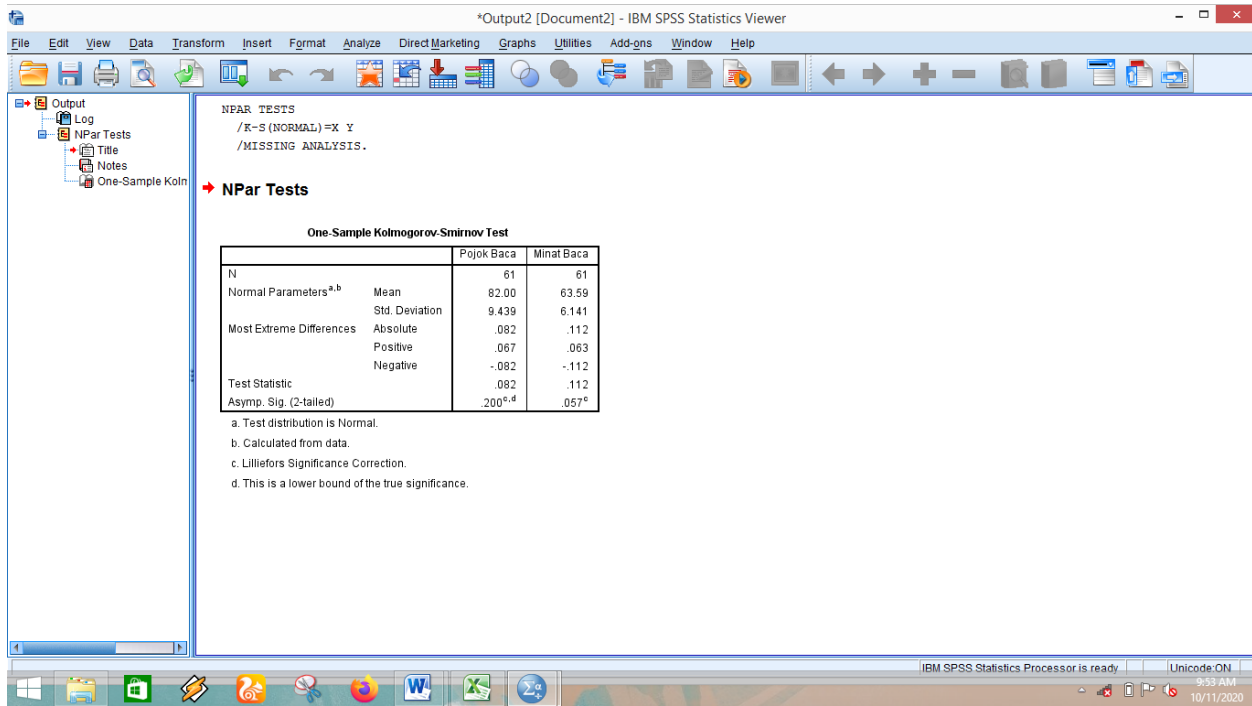 *Output2 [Document2] - IBM SPSS Statistics Viewer
File Edit View Data Transform Insert Format Analyze Direct Marketing Graphs Utilities Add-ons Window Help
Output
Log
NPar Tests
Title
Notes
One-Sample Kolm
NPAR TESTS
/K-S(NORMAL)=X Y
/MISSING ANALYSIS.
NPar Tests
One-Sample Kolmogorov-Smirnov Test
Pojok Baca Minat Baca
N 61 61
Normal Parameters a,b Mean 82.00 63.59
Std. Deviation 9.439 6.141
Most Extreme Differences Absolute .082 .112
Positive .067 .063
Negative -.082 -.112
Test Statistic .082 .112
Asymp. Sig. (2-tailed) .200 c,d .057 c
a. Test distribution is Normal.
b. Calculated from data.
c. Lilliefors Significance Correction.
d. This is a lower bound of the true significance.
IBM SPSS Statistics Processor is ready Unicode:ON
9:53 AM
10/11/2020